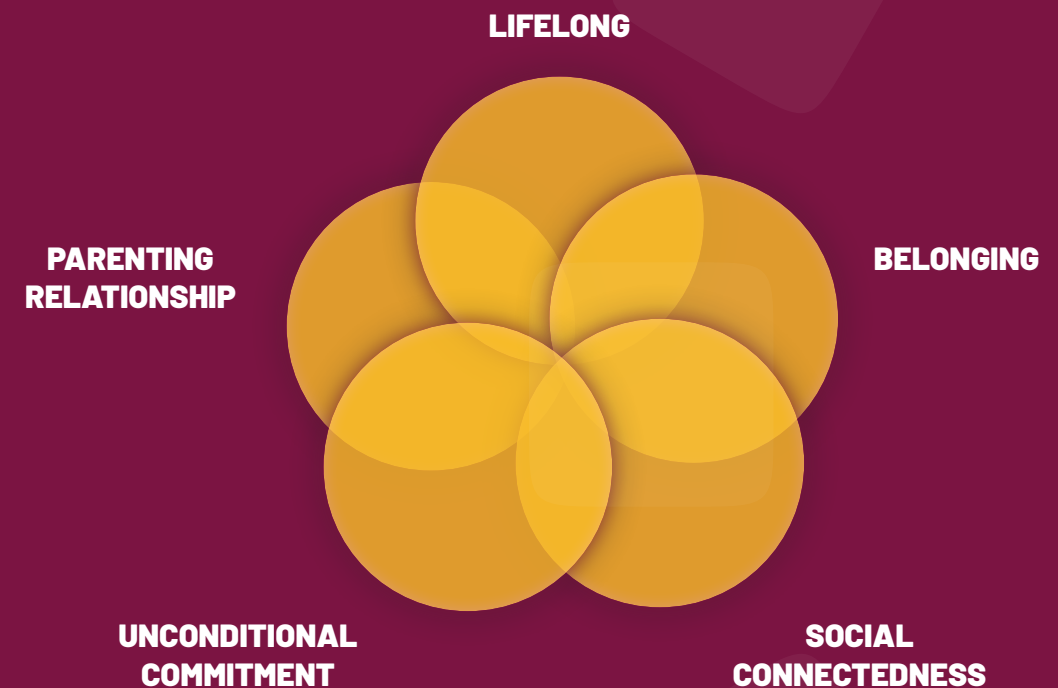 LIFELONG
PARENTING
RELATIONSHIP
BELONGING
UNCONDITIONAL
COMMITMENT
SOCIAL
CONNECTEDNESS